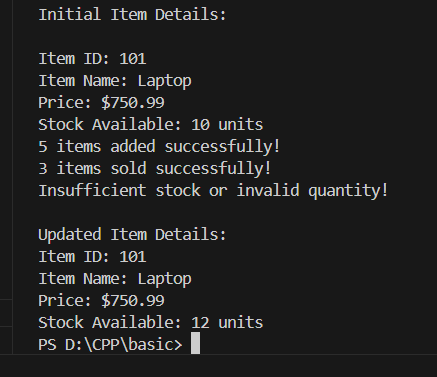 Initial Item Details:
Item ID: 101
Item Name: Laptop
Price: $750.99
Stock Available: 10 units
5 items added successfully!
3 items sold successfully!
Insufficient stock or invalid quantity!
Updated Item Details:
Item ID: 101
Item Name: Laptop
Price: $750.99
Stock Available: 12 units
PS D:\CPP\basic>